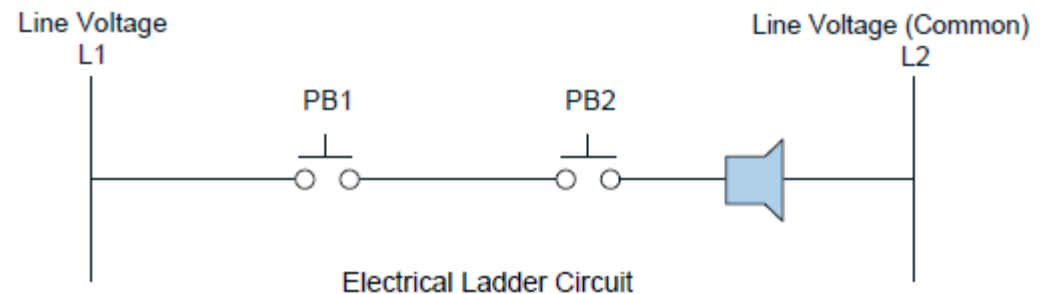 Line Voltage
L1
Line Voltage (Common)
L2
PB1
PB2
Electrical Ladder Circuit